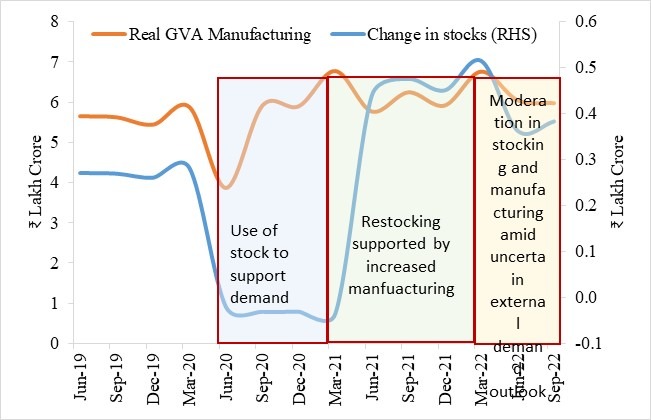 Real GVA Manufacturing
Change in stocks (RHS)
8
7
6
5
4
3
2
1
0
₹ Lakh Crore
Use of
stock to
support
demand
Restocking
supported by
increased
manfuacturing
Modera
tion in
stockin
g and
manufa
cturing
amid
uncerta
in
externa
l
deman
d
outlook
0.6
0.5
0.4
0.3
0.2
0.1
0.0
-0.1
₹ Lakh Crore
Jun-19
Sep-19
Dec-19
Mar-20
Jun-20
Sep-20
Dec-20
Mar-21
Jun-21
Sep-21
Dec-21
Mar-22
Jun-22
Sep-22